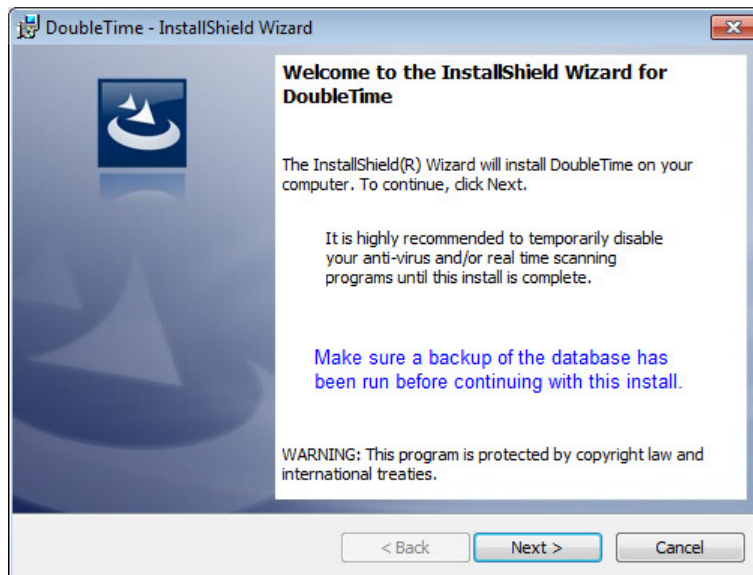 DoubleTime - InstallShield Wizard
Welcome to the InstallShield Wizard for
DoubleTime
The InstallShield(R) Wizard will install DoubleTime on your
computer. To continue, click Next.
It is highly recommended to temporarily disable
your anti-virus and/or real time scanning
programs until this install is complete.
Make sure a backup of the database has
been run before continuing with this install.
WARNING: This program is protected by copyright law and
international treaties.
< Back
Next >
Cancel